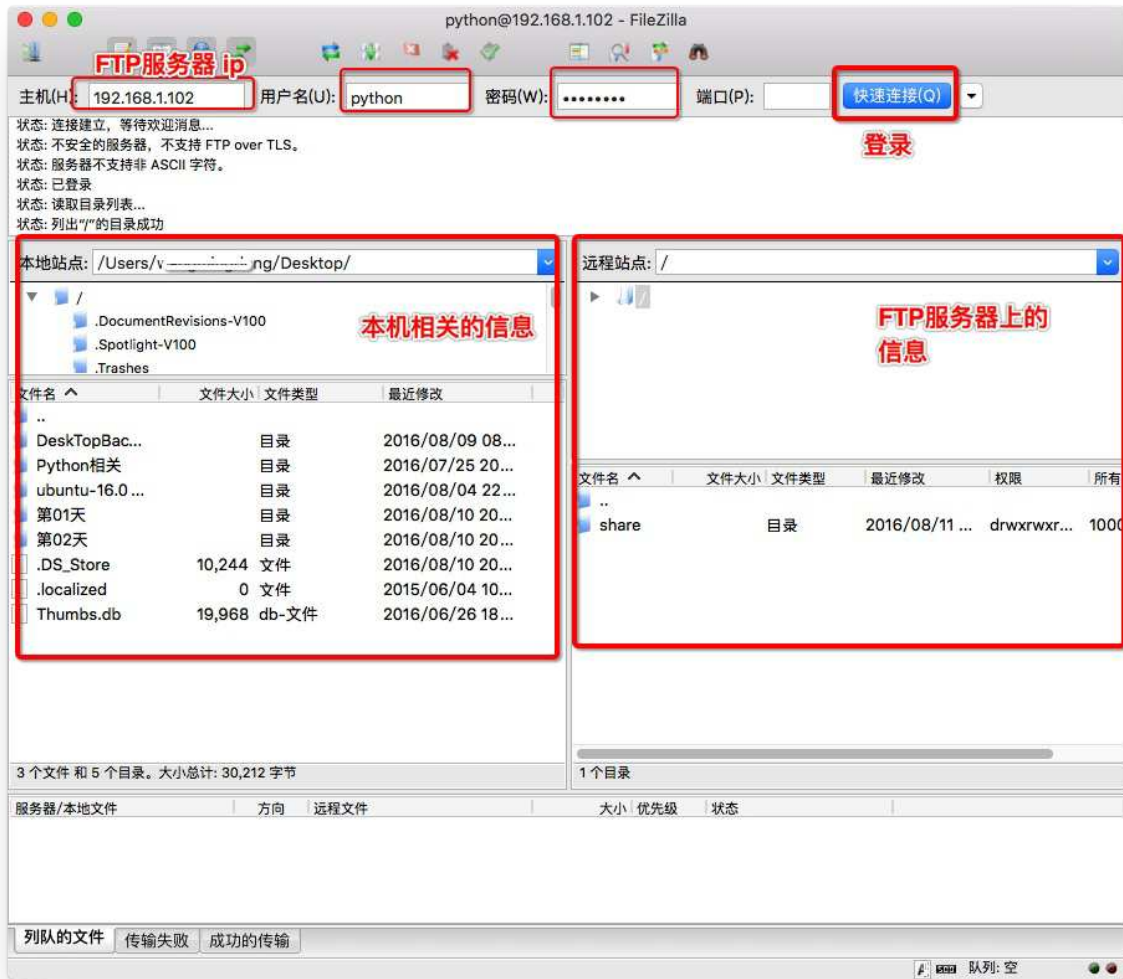 python@192.168.1.102 - FileZilla
FTP服务器 ip
主机(H): 192.168.1.102 用户名(U): python 密码(W): •••••••• 端口(P): 快速连接(Q)
登录
状态: 连接建立，等待欢迎消息...
状态: 不安全的服务器，不支持 FTP over TLS。
状态: 服务器不支持非 ASCII 字符。
状态: 已登录
状态: 读取目录列表...
状态: 列出“/”的目录成功
本地站点: /Users/ ng/Desktop/
/
.DocumentRevisions-V100
.Spotlight-V100
.Trashes
本机相关的信息
文件名 文件大小 文件类型 最近修改
..
DeskTopBac... 目录 2016/08/09 08...
Python相关 目录 2016/07/25 20...
ubuntu-16.0 ... 目录 2016/08/04 22...
第01天 目录 2016/08/10 20...
第02天 目录 2016/08/10 20...
.DS_Store 10,244 文件 2016/08/10 20...
.localized 0 文件 2015/06/04 10...
Thumbs.db 19,968 db-文件 2016/06/26 18...
3 个文件 和 5 个目录。大小总计: 30,212 字节
远程站点: /
/
FTP服务器上的
信息
文件名 文件大小 文件类型 最近修改 权限 所有
..
share 目录 2016/08/11 ... drwxrwxr... 1000
1 个目录
服务器/本地文件 方向 远程文件 大小 优先级 状态
列队的文件 传输失败 成功的传输
队列: 空